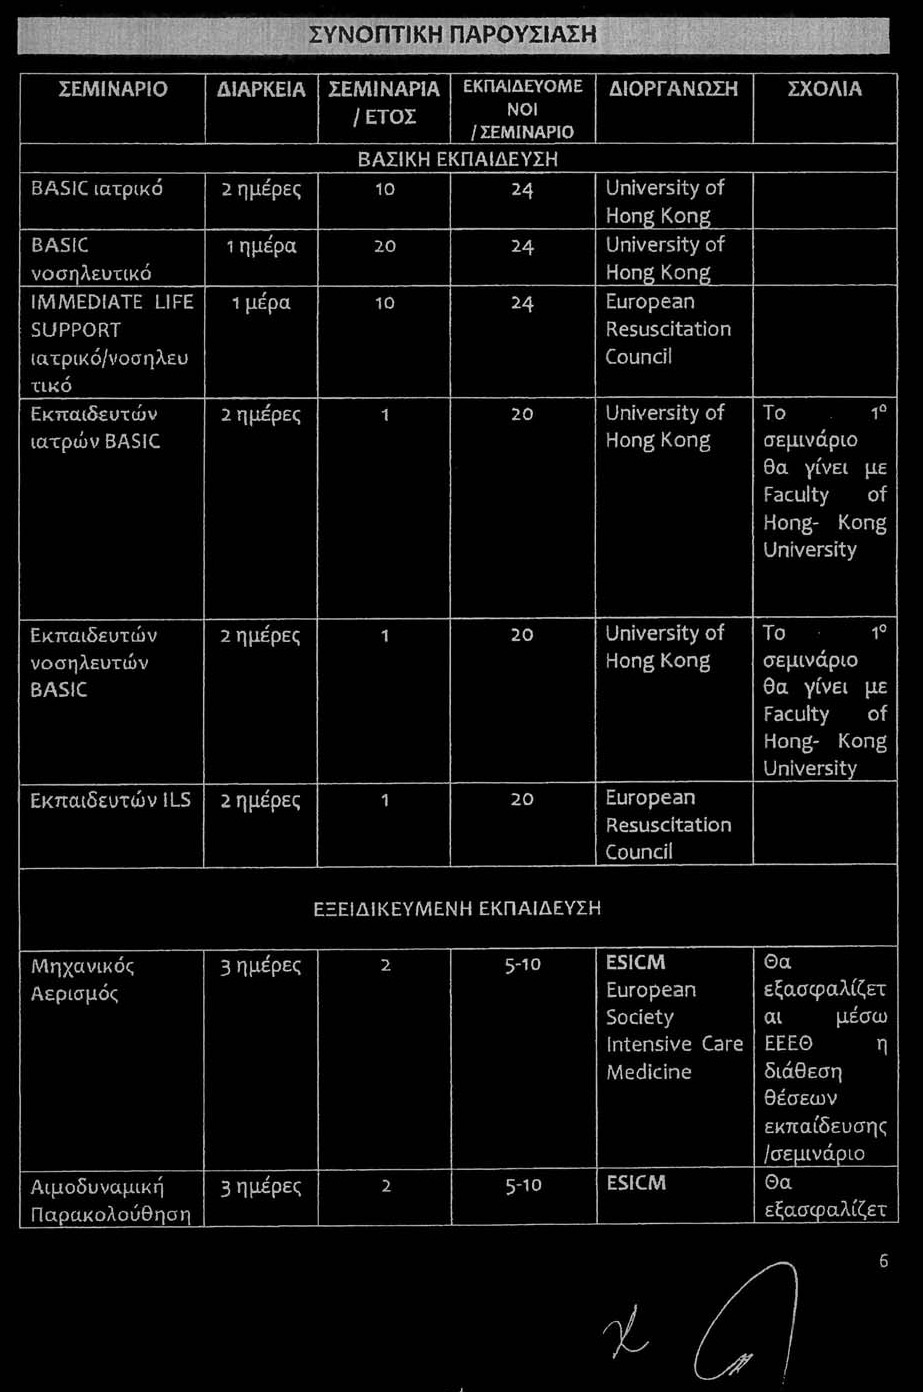 ΣΥΝΟΠΤΙΚΗ ΠΑΡΟΥΣΙΑΣΗ
ΣΕΜΙΝΑΡΙΟ ΔΙΑΡΚΕΙΑ ΣΕΜΙΝΑΡΙΑ / ΕΤΟΣ ΕΚΠΑΙΔΕΥΟΜΕ ΝΟΙ / ΣΕΜΙΝΑΡΙΟ ΔΙΟΡΓΑΝΩΣΗ ΣΧΟΛΙΑ
ΒΑΣΙΚΗ ΕΚΠΑΙΔΕΥΣΗ
BASIC ιατρικό 2 ημέρες 10 24 University of
Hong Kong
BASIC 1 ημέρα 20 24 University of
νοσηλευτικό Hong Kong
IMMEDIATE LIFE 1 μέρα 10 24 European
SUPPORT Resuscitation
ιατρικό/νοσηλευ Council
τικό
Εκπαιδευτών 2 ημέρες 1 20 University of Το 1ο
ιατρών BASIC Hong Kong σεμινάριο
θα γίνει με
Faculty of
Hong- Kong
University
Εκπαιδευτών 2 ημέρες 1 20 University of Το 1ο
νοσηλευτών Hong Kong σεμινάριο
BASIC θα γίνει με
Faculty of
Hong- Kong
University
Εκπαιδευτών ILS 2 ημέρες 1 20 European
Resuscitation
Council
ΕΞΕΙΔΙΚΕΥΜΕΝΗ ΕΚΠΑΙΔΕΥΣΗ
Μηχανικός 3 ημέρες 2 5-10 ESICM Θα
Αερισμός European εξασφαλίζετ
Society αι μέσω
Intensive Care ΕΕΕΘ η
Medicine διάθεση
θέσεων
εκπαίδευσης
/σεμινάριο
Αιμοδυναμική 3 ημέρες 2 5-10 ESICM Θα
Παρακολούθηση εξασφαλίζετ
6